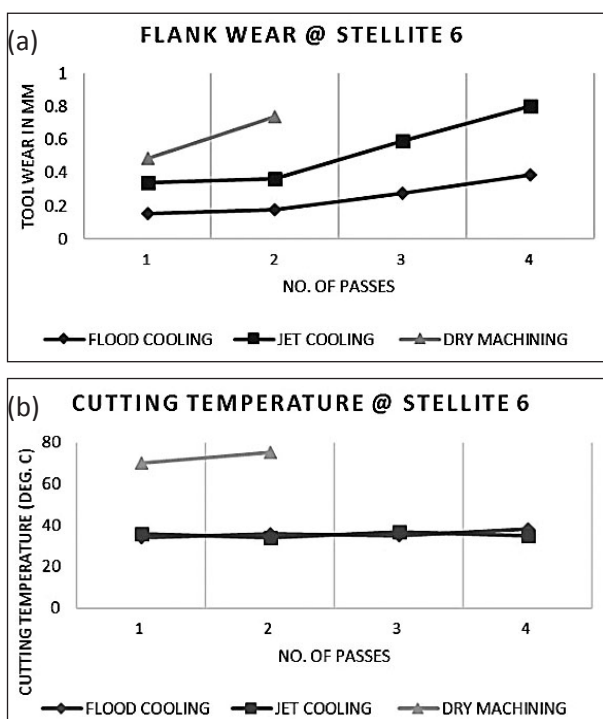 (a)
FLANK WEAR @ STELLITE 6
TOOL WEAR IN MM
1
0.8
0.6
0.4
0.2
0
1 2 3 4
NO. OF PASSES
FLOOD COOLING JET COOLING DRY MACHINING
(b)
CUTTING TEMPERATURE @ STELLITE 6
CUTTING TEMPERATURE (DEG. C)
80
60
40
20
0
1 2 3 4
NO. OF PASSES
FLOOD COOLING JET COOLING DRY MACHINING